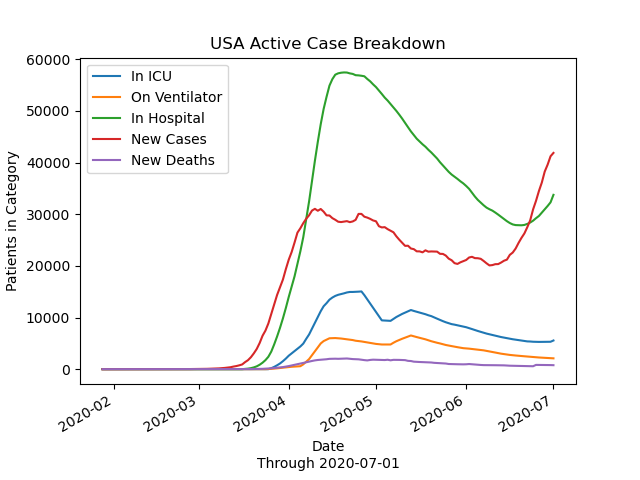 USA Active Case Breakdown
60000
50000
40000
30000
20000
10000
0
Patients in Category
In ICU
On Ventilator
In Hospital
New Cases
New Deaths
2020-02
2020-03
2020-04
2020-05
2020-06
2020-07
Date
Through 2020-07-01